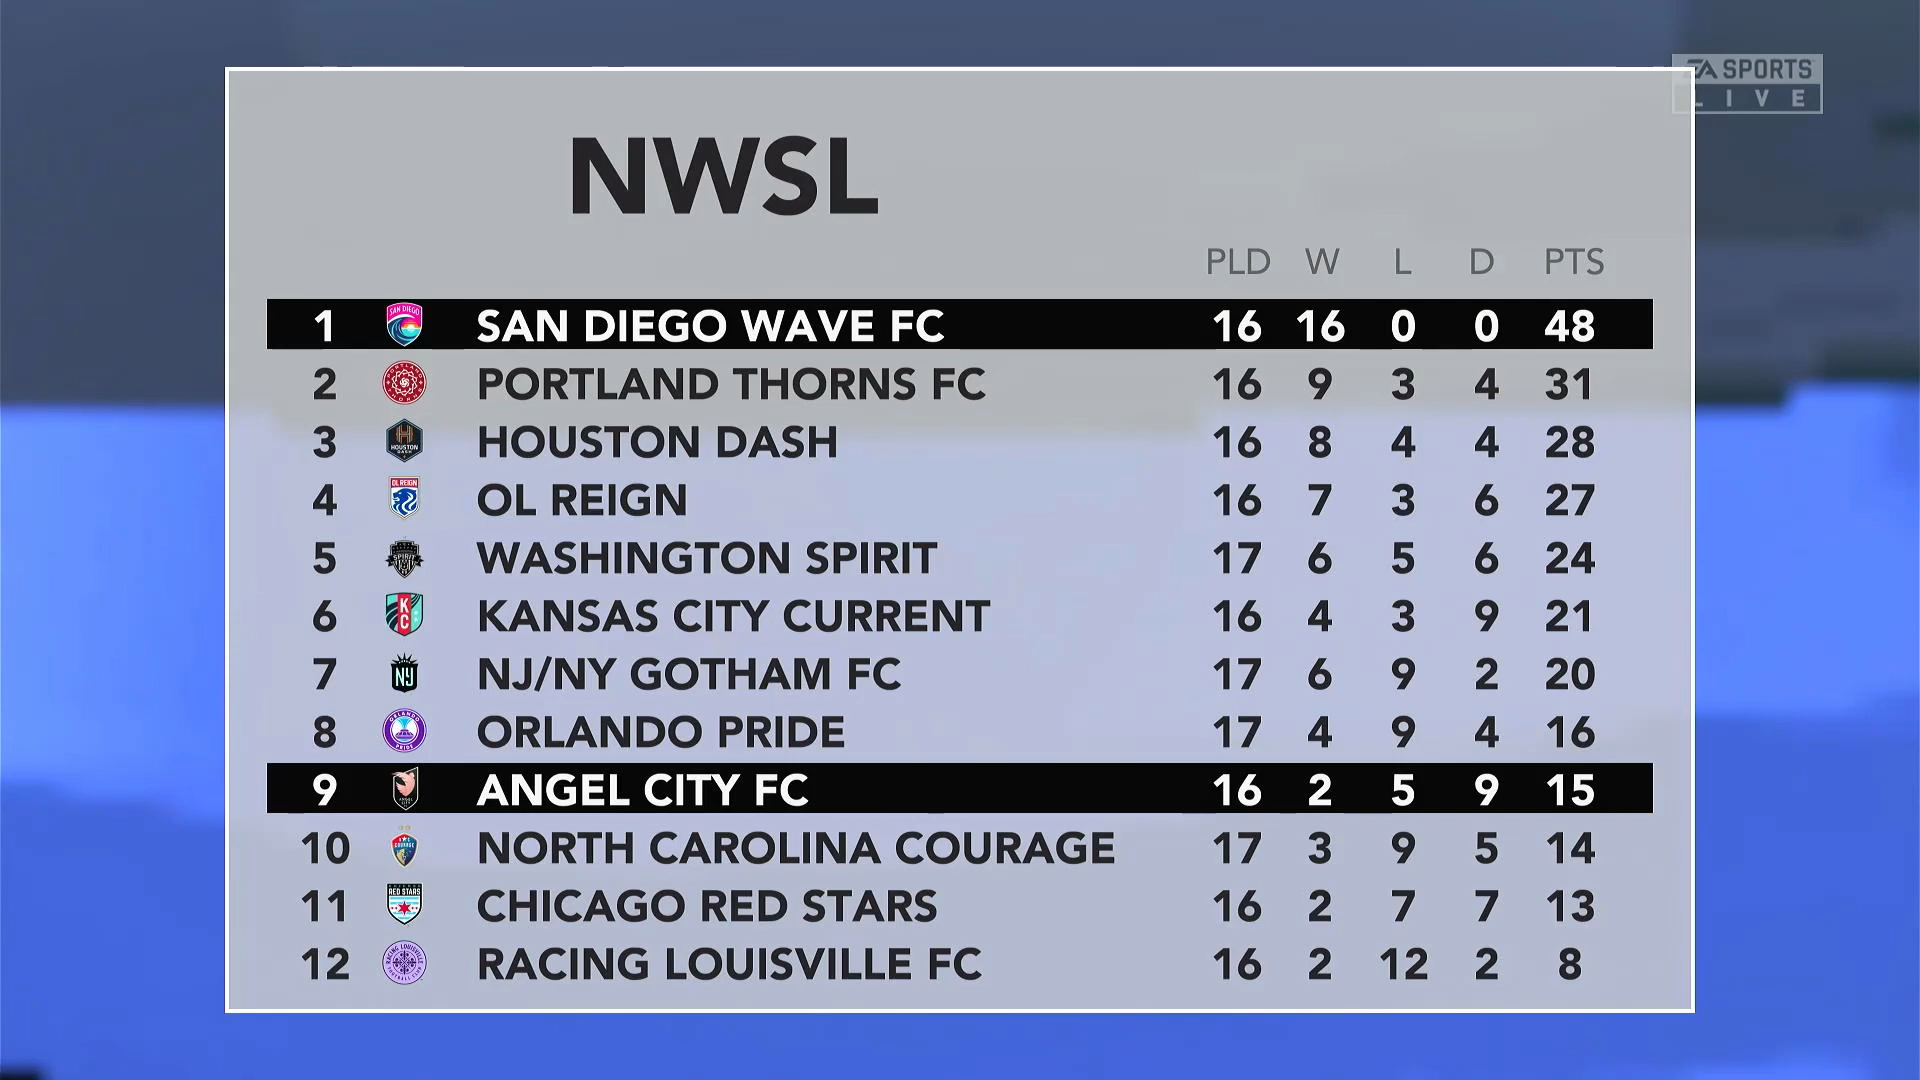 EA SPORTS
LIVE
NWSL
PLD W L D PTS
1 SAN DIEGO WAVE FC 16 16 0 0 48
2 PORTLAND THORNS FC 16 9 3 4 31
3 HOUSTON DASH 16 8 4 4 28
4 OL REIGN 16 7 3 6 27
5 WASHINGTON SPIRIT 17 6 5 6 24
6 KANSAS CITY CURRENT 16 4 3 9 21
7 NJ/NY GOTHAM FC 17 6 9 2 20
8 ORLANDO PRIDE 17 4 9 4 16
9 ANGEL CITY FC 16 2 5 9 15
10 NORTH CAROLINA COURAGE 17 3 9 5 14
11 CHICAGO RED STARS 16 2 7 7 13
12 RACING LOUISVILLE FC 16 2 12 2 8